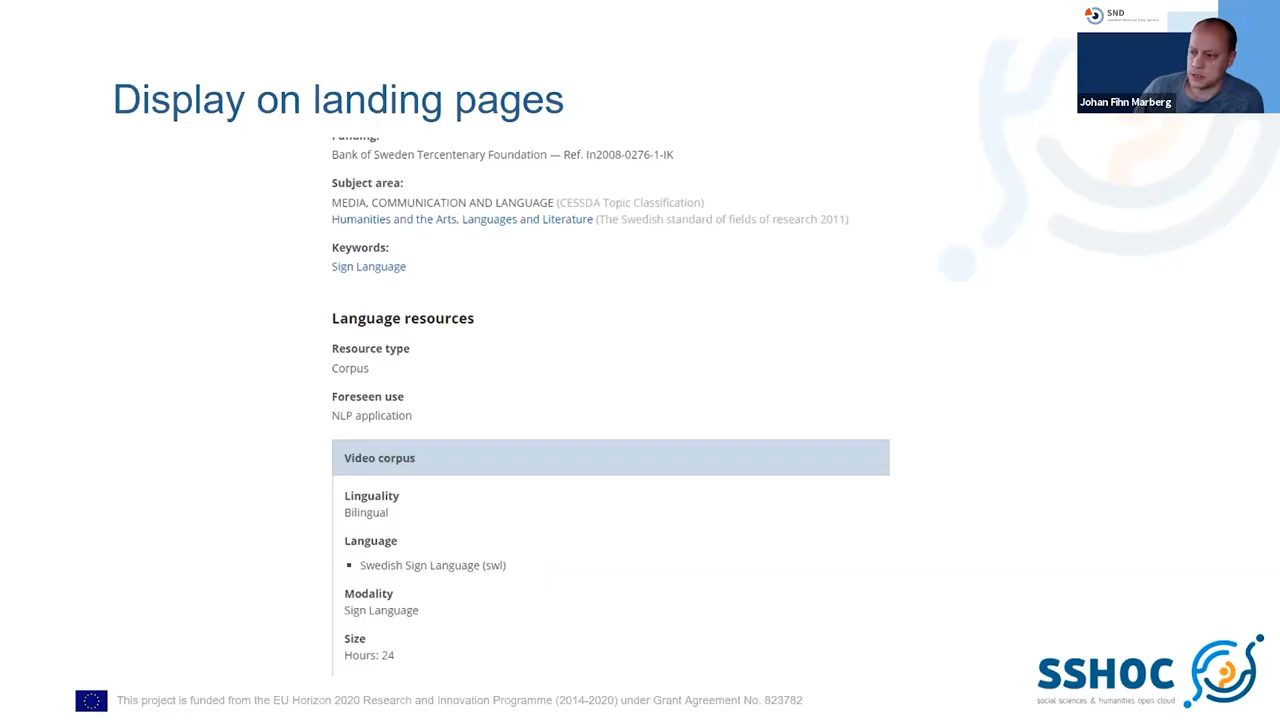 SND
Johan Fihn Marberg
Display on landing pages
Funding:
Bank of Sweden Tercentenary Foundation — Ref. In2008-0276-1-IK
Subject area:
MEDIA, COMMUNICATION AND LANGUAGE (CESSDA Topic Classification)
Humanities and the Arts, Languages and Literature (The Swedish standard of fields of research 2011)
Keywords:
Sign Language
Language resources
Resource type
Corpus
Foreseen use
NLP application
Video corpus
Linguality
Bilingual
Language
▪ Swedish Sign Language (swl)
Modality
Sign Language
Size
Hours: 24
SSHOC
social sciences & humanities open cloud
This project is funded from the EU Horizon 2020 Research and Innovation Programme (2014-2020) under Grant Agreement No. 823782